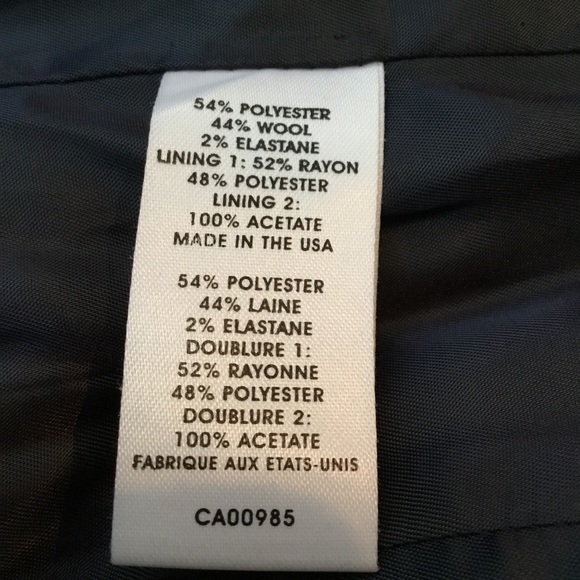 54% POLYESTER
44% WOOL
2% ELASTANE
LINING 1: 52% RAYON
48% POLYESTER
LINING 2:
100% ACETATE
MADE IN THE USA
54% POLYESTER
44% LAINE
2% ELASTANE
DOUBLURE 1:
52% RAYONNE
48% POLYESTER
DOUBLURE 2:
100% ACETATE
FABRIQUE AUX ETATS-UNIS
CA00985